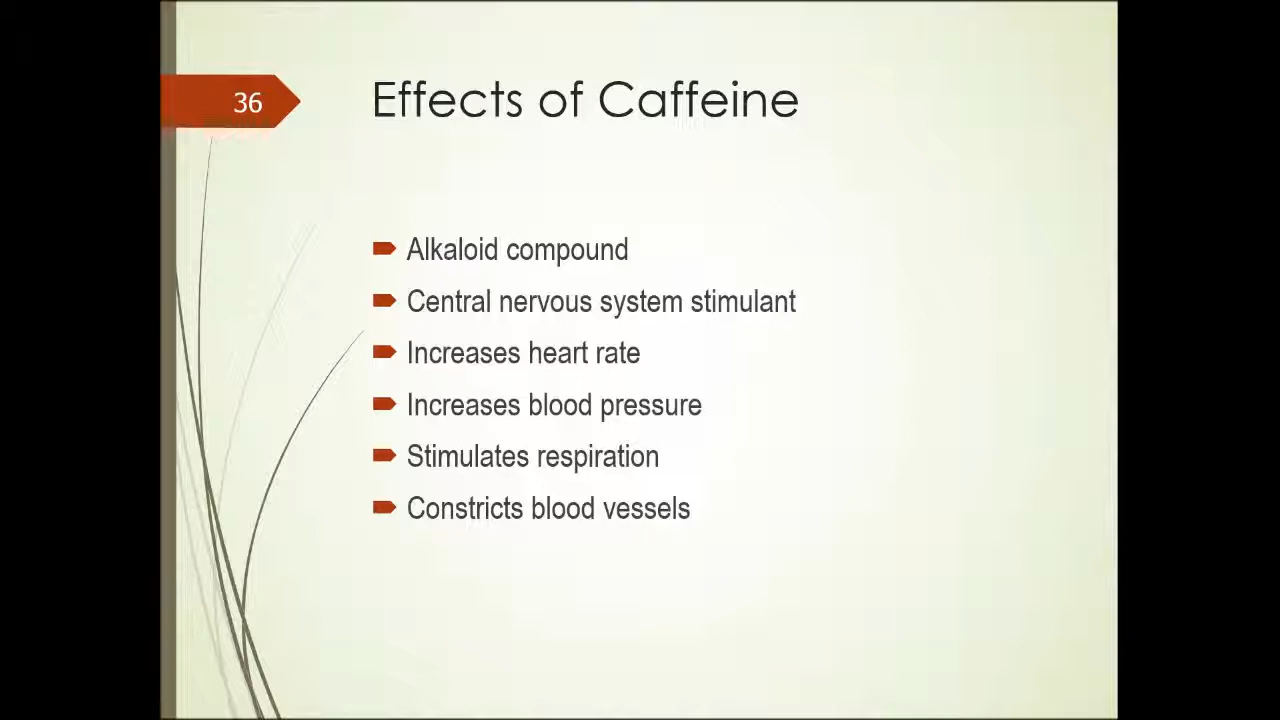 36
Effects of Caffeine
Alkaloid compound
Central nervous system stimulant
Increases heart rate
Increases blood pressure
Stimulates respiration
Constricts blood vessels